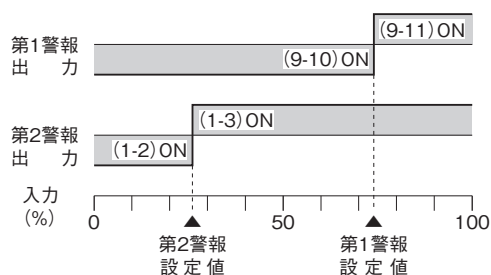 (9-11)ON
第1警報
出　力
(9-10)ON
(1-3)ON
第2警報
出　力
(1-2)ON
入力
(%)
0
50
100
第2警報
設定値
第1警報
設定値